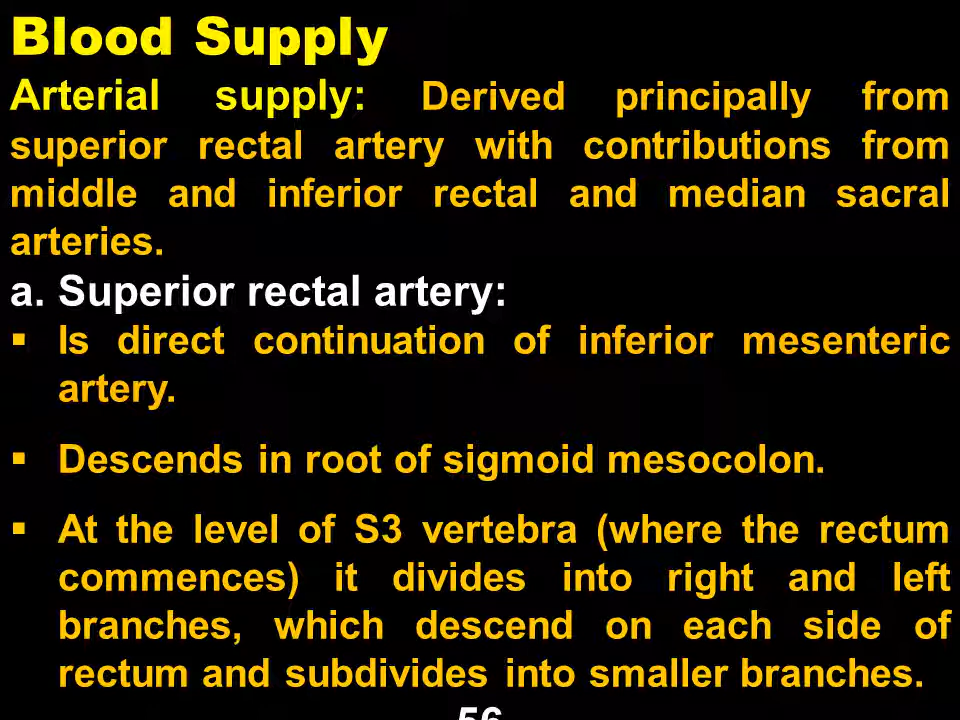 Blood Supply
Arterial supply: Derived principally from
superior rectal artery with contributions from
middle and inferior rectal and median sacral
arteries.
a. Superior rectal artery:
▪ Is direct continuation of inferior mesenteric
artery.
▪ Descends in root of sigmoid mesocolon.
▪ At the level of S3 vertebra (where the rectum
commences) it divides into right and left
branches, which descend on each side of
rectum and subdivides into smaller branches.
56